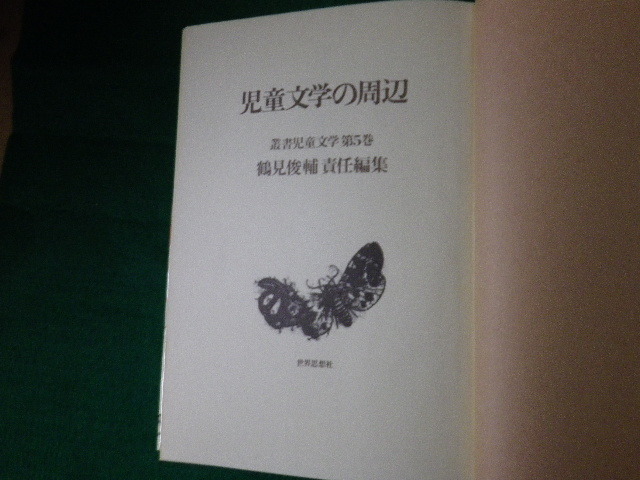 児童文学の周辺
叢書児童文学 第5巻
鶴見俊輔 責任編集
世界思想社